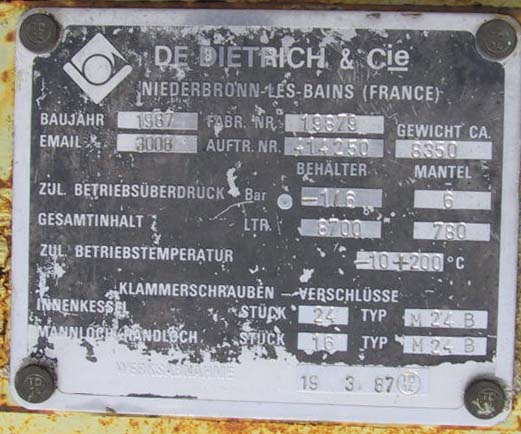 DE DIETRICH & Cie
NIEDERBRONN-LES-BAINS (FRANCE)
BAUJAHR 1987 FABR. NR. 19879 GEWICHT CA.
EMAIL 3008 AUFTR. NR. 414250 8350
BEHÄLTER MANTEL
ZUL. BETRIEBSÜBERDRUCK Bar -1/6 6
GESAMTINHALT LTR. 8700 780
ZUL. BETRIEBSTEMPERATUR -10 +200 °C
KLAMMERSCHRAUBEN - VERSCHLÜSSE
INNENKESSEL STÜCK 24 TYP M 24 B
MANNLOCH-HANDLOCH STÜCK 16 TYP M 24 B
WERKSABNAHME 19 3. 87